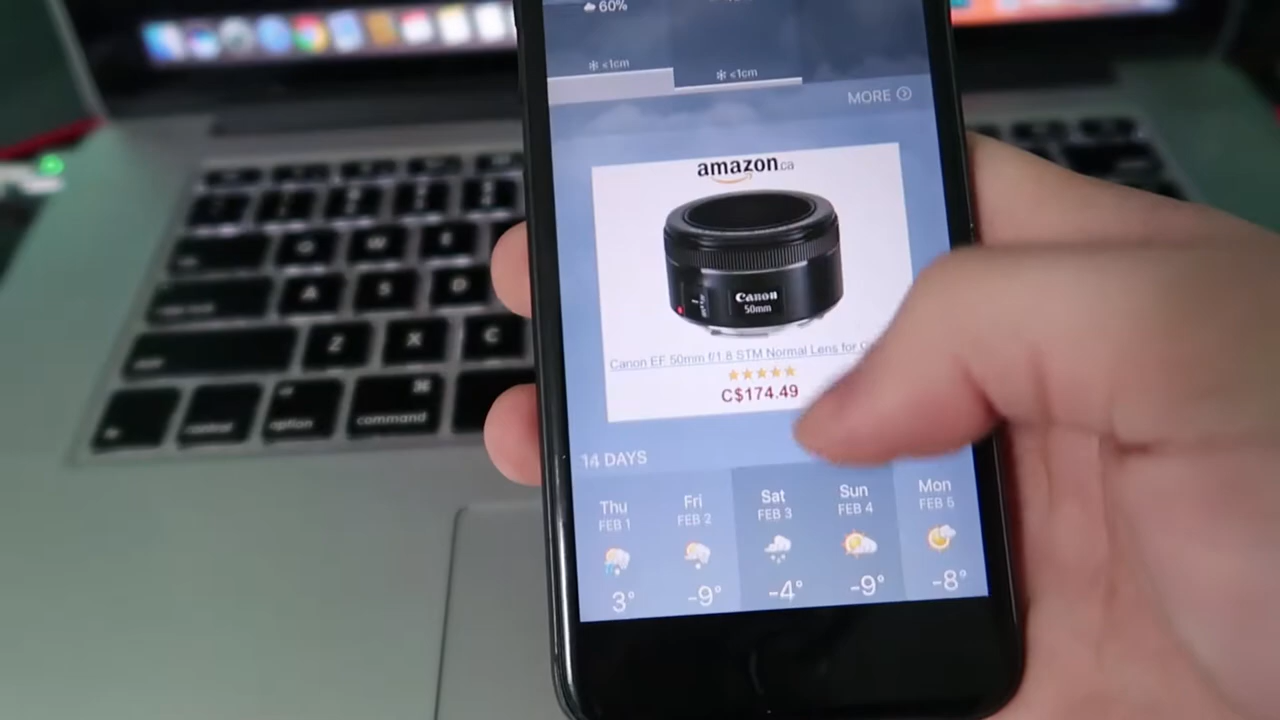 60%
<1cm
<1cm
MORE
amazon.ca
Canon
50mm
Canon EF 50mm f/1.8 STM Normal Lens for
C$174.49
14 DAYS
Thu Fri Sat Sun Mon
FEB 1 FEB 2 FEB 3 FEB 4 FEB 5
3° -9° -4° -9° -8°
Q W E
A S D
Z X C
option
command